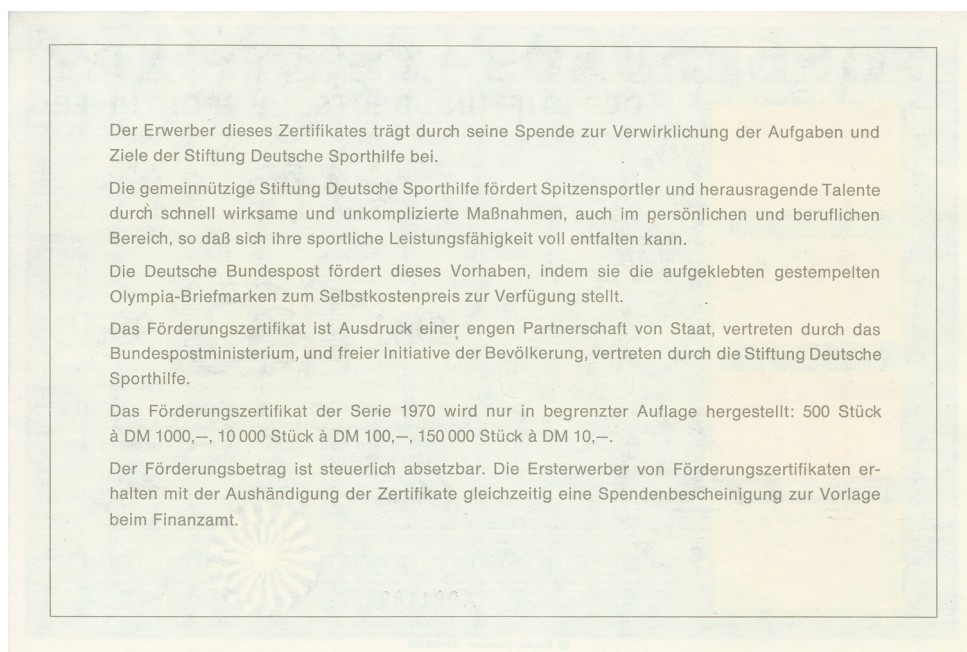 Der Erwerber dieses Zertifikates trägt durch seine Spende zur Verwirklichung der Aufgaben und
Ziele der Stiftung Deutsche Sporthilfe bei.
Die gemeinnützige Stiftung Deutsche Sporthilfe fördert Spitzensportler und herausragende Talente
durch schnell wirksame und unkomplizierte Maßnahmen, auch im persönlichen und beruflichen
Bereich, so daß sich ihre sportliche Leistungsfähigkeit voll entfalten kann.
Die Deutsche Bundespost fördert dieses Vorhaben, indem sie die aufgeklebten gestempelten
Olympia-Briefmarken zum Selbstkostenpreis zur Verfügung stellt.
Das Förderungszertifikat ist Ausdruck einer engen Partnerschaft von Staat, vertreten durch das
Bundespostministerium, und freier Initiative der Bevölkerung, vertreten durch die Stiftung Deutsche
Sporthilfe.
Das Förderungszertifikat der Serie 1970 wird nur in begrenzter Auflage hergestellt: 500 Stück
à DM 1000,—, 10 000 Stück à DM 100,—, 150 000 Stück à DM 10,—.
Der Förderungsbetrag ist steuerlich absetzbar. Die Ersterwerber von Förderungszertifikaten er-
halten mit der Aushändigung der Zertifikate gleichzeitig eine Spendenbescheinigung zur Vorlage
beim Finanzamt.